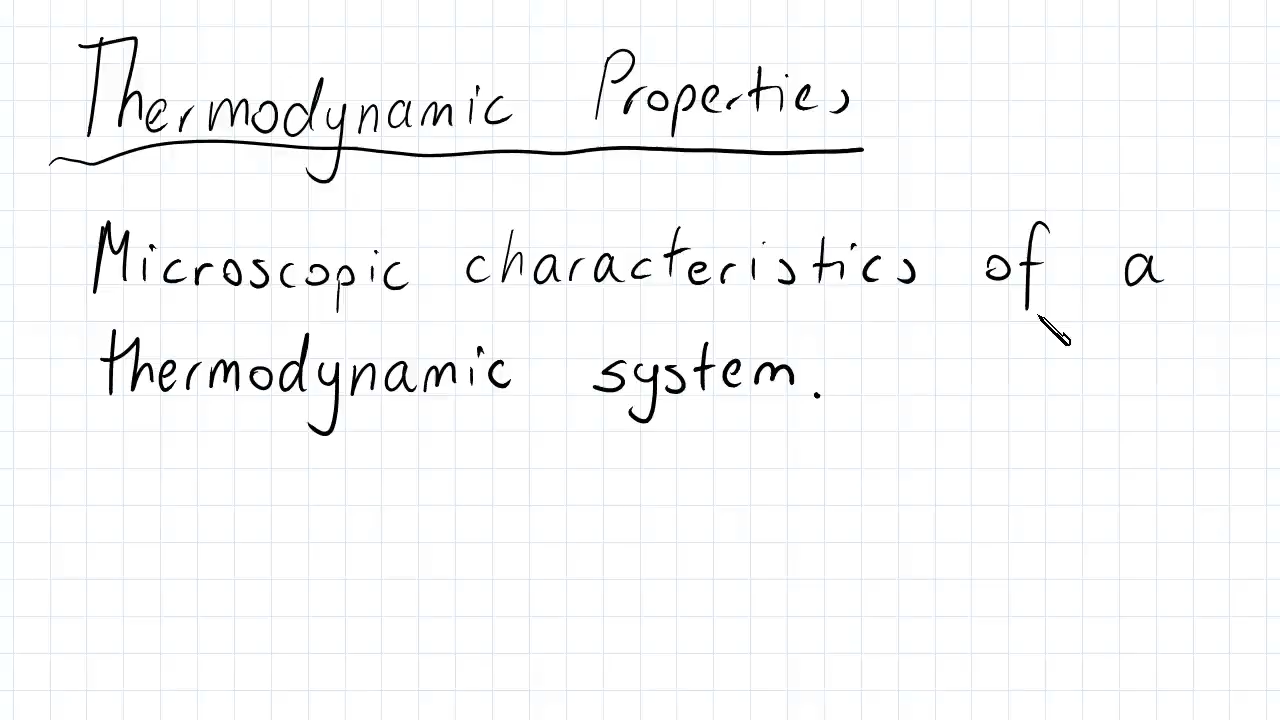 Thermodynamic Properties
Microscopic characteristics of a
thermodynamic system.